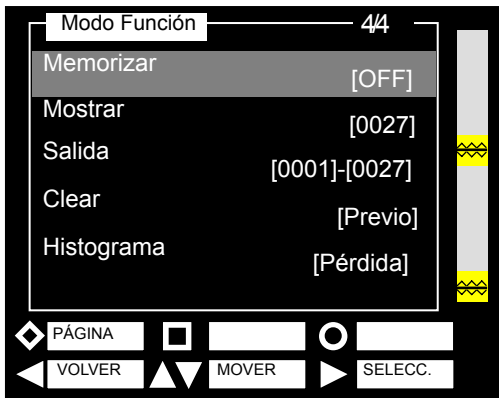 Modo Función 4/4
Memorizar
[OFF]
Mostrar
[0027]
Salida
[0001]-[0027]
Clear
[Previo]
Histograma
[Pérdida]
PÁGINA
VOLVER MOVER SELECC.